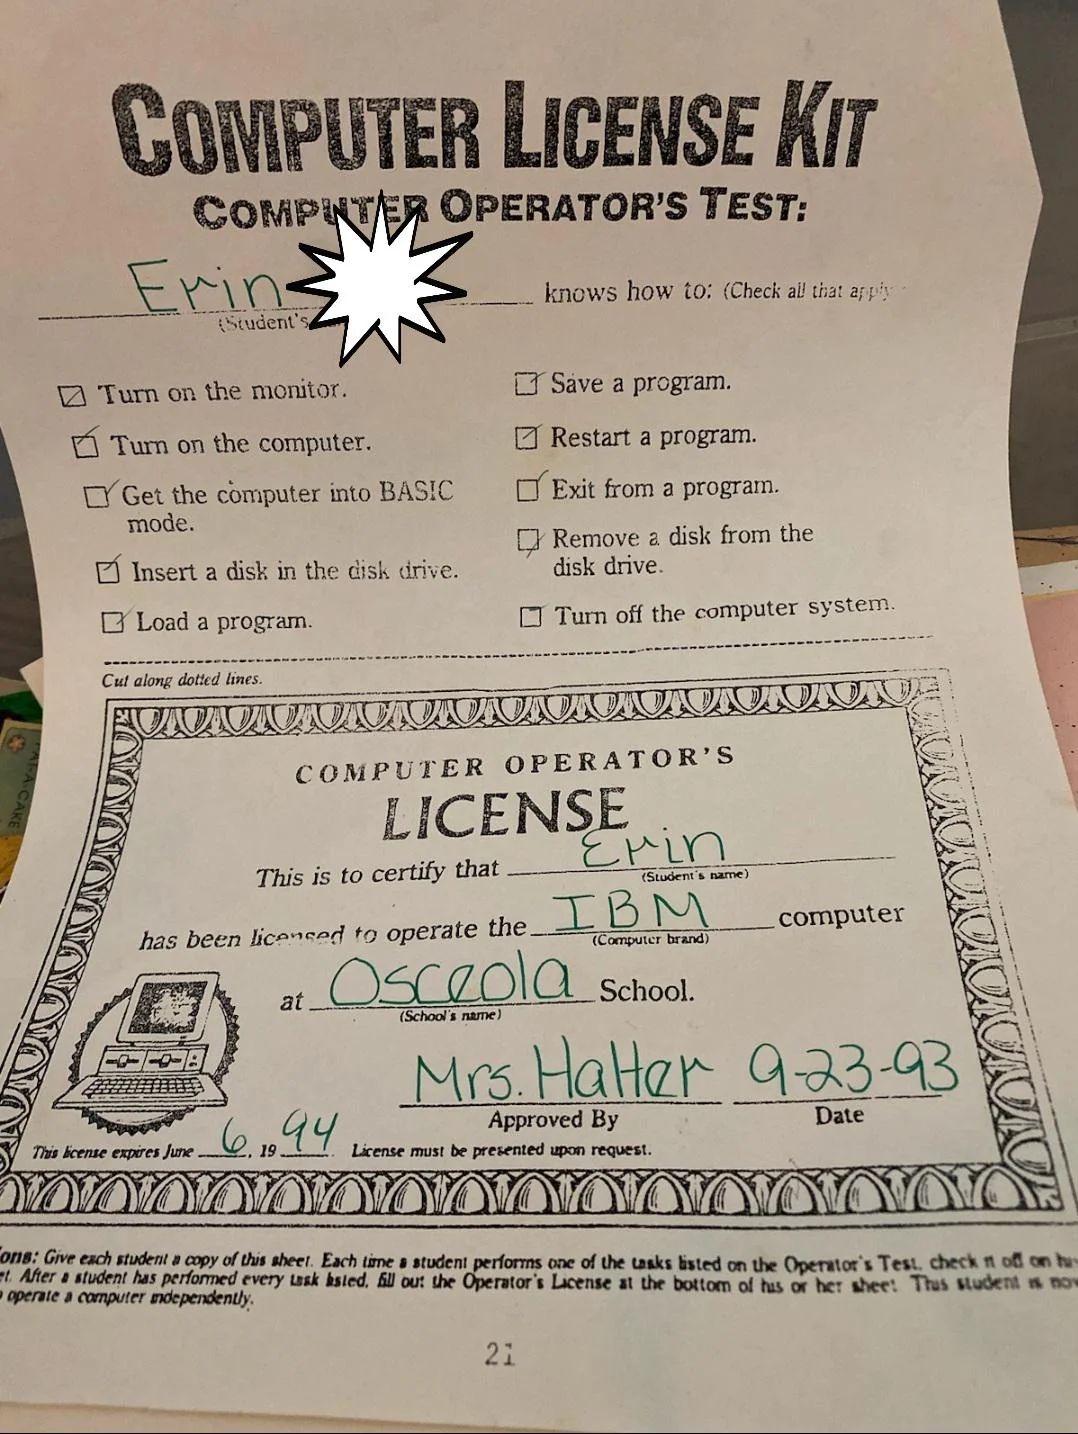 COMPUTER LICENSE KIT
COMPUTER OPERATOR'S TEST:
Erin knows how to: (Check all that apply
(Student's
Turn on the monitor.
Turn on the computer.
Get the computer into BASIC
mode.
Insert a disk in the disk drive.
Load a program.
Save a program.
Restart a program.
Exit from a program.
Remove a disk from the
disk drive.
Turn off the computer system.
Cut along dotted lines.
COMPUTER OPERATOR'S
LICENSE
This is to certify that Erin
(Student's name)
has been licensed to operate the IBM computer
(Computer brand)
at Osceola School.
(School's name)
Mrs. Halter 9-23-93
Approved By Date
This license expires June 6, 19 94. License must be presented upon request.
Give each student a copy of this sheet. Each time a student performs one of the tasks listed on the Operator's Test, check it off on
After a student has performed every task listed, fill out the Operator's License at the bottom of his or her sheet. This student is now
operate a computer independently.
21
PAT-A-CAKE